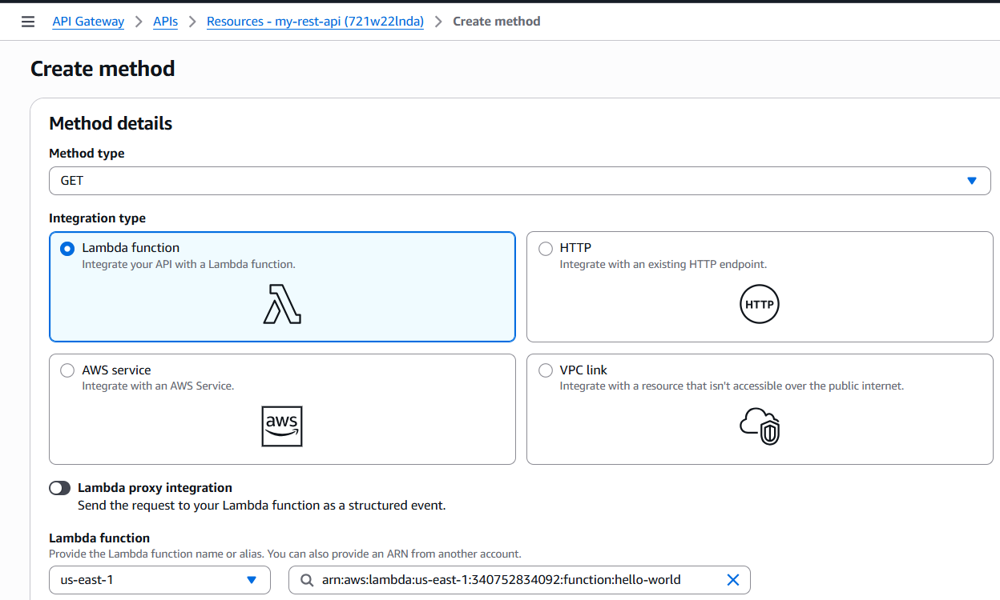 API Gateway > APIs > Resources - my-rest-api (721w22lnda) > Create method
Create method
Method details
Method type
GET
Integration type
Lambda function
Integrate your API with a Lambda function.
HTTP
Integrate with an existing HTTP endpoint.
HTTP
AWS service
Integrate with an AWS Service.
aws
VPC link
Integrate with a resource that isn't accessible over the public internet.
Lambda proxy integration
Send the request to your Lambda function as a structured event.
Lambda function
Provide the Lambda function name or alias. You can also provide an ARN from another account.
us-east-1
arn:aws:lambda:us-east-1:340752834092:function:hello-world